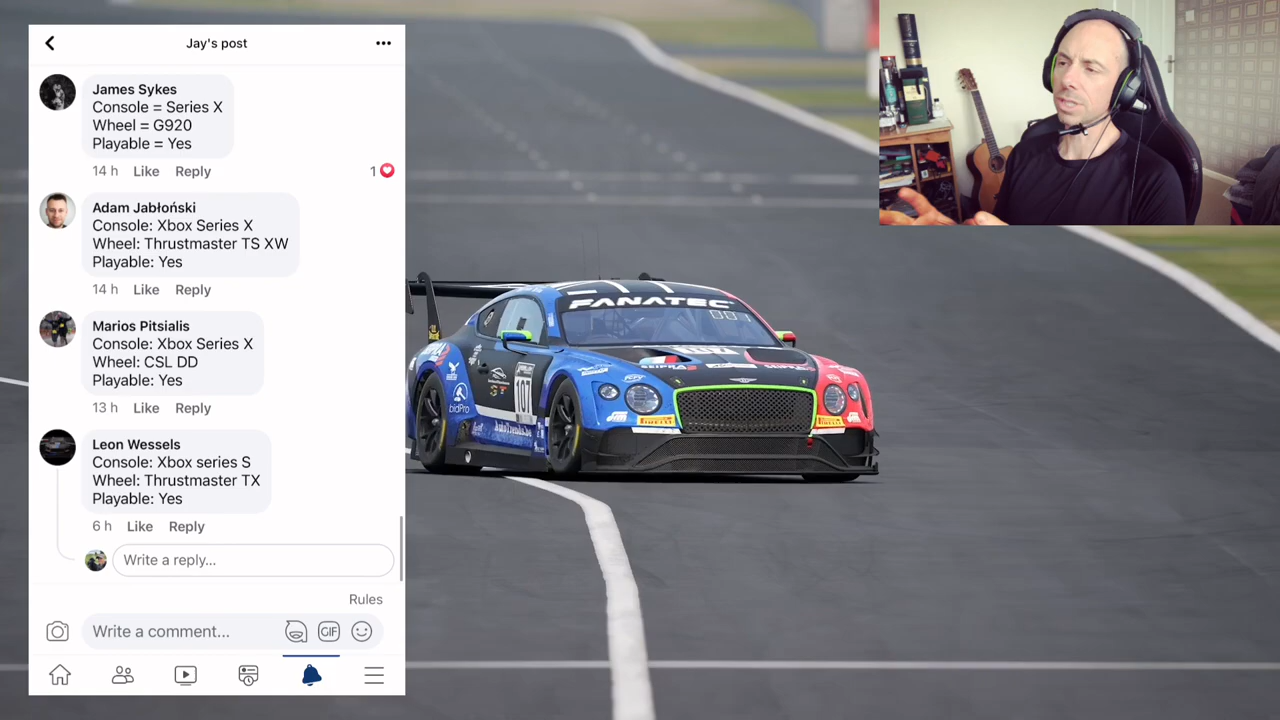 Jay's post
James Sykes
Console = Series X
Wheel = G920
Playable = Yes
14 h Like Reply 1
Adam Jabłoński
Console: Xbox Series X
Wheel: Thrustmaster TS XW
Playable: Yes
14 h Like Reply
Marios Pitsialis
Console: Xbox Series X
Wheel: CSL DD
Playable: Yes
13 h Like Reply
Leon Wessels
Console: Xbox series S
Wheel: Thrustmaster TX
Playable: Yes
6 h Like Reply
Write a reply...
Rules
Write a comment...
GIF
FANATEC
107
bidPro
PIRELLI
PIRELLI